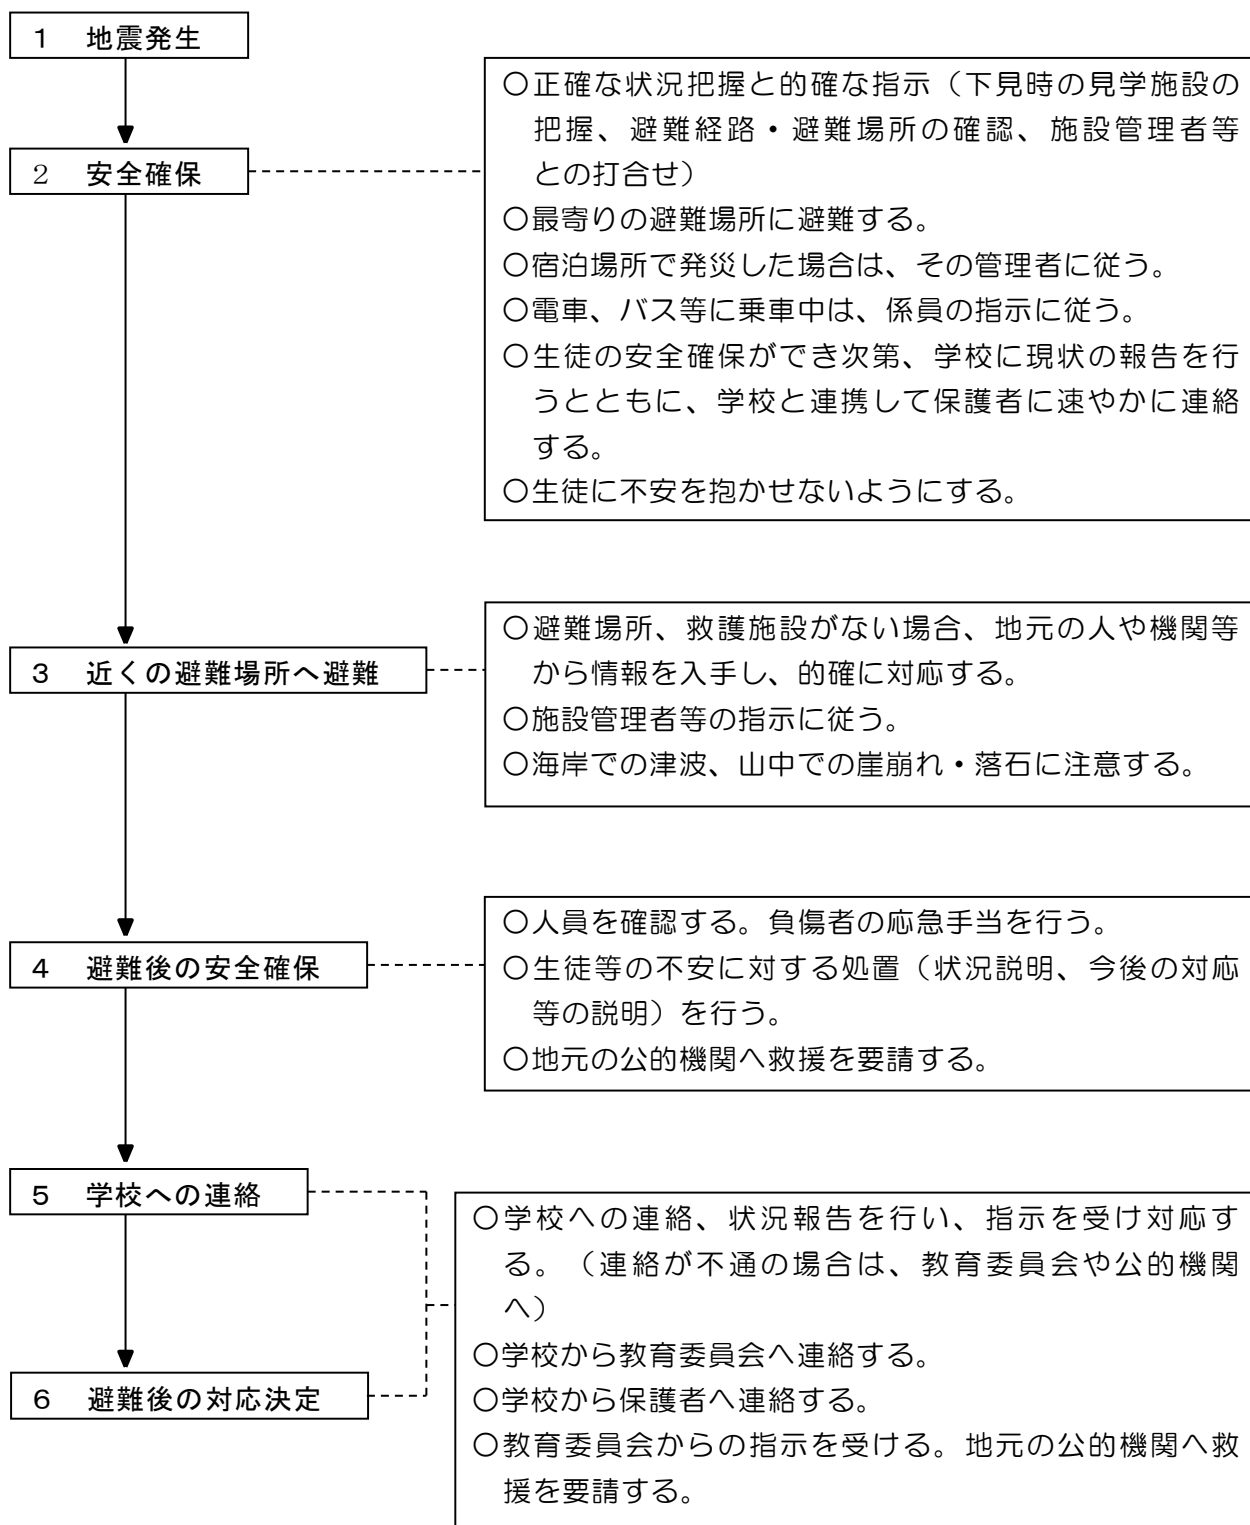 １　地震発生
２　安全確保
〇正確な状況把握と的確な指示（下見時の見学施設の
把握、避難経路・避難場所の確認、施設管理者等
との打合せ）
〇最寄りの避難場所に避難する。
〇宿泊場所で発災した場合は、その管理者に従う。
〇電車、バス等に乗車中は、係員の指示に従う。
〇生徒の安全確保ができ次第、学校に現状の報告を行
うとともに、学校と連携して保護者に速やかに連絡
する。
〇生徒に不安を抱かせないようにする。
３　近くの避難場所へ避難
〇避難場所、救護施設がない場合、地元の人や機関等
から情報を入手し、的確に対応する。
〇施設管理者等の指示に従う。
〇海岸での津波、山中での崖崩れ・落石に注意する。
４　避難後の安全確保
〇人員を確認する。負傷者の応急手当を行う。
〇生徒等の不安に対する処置（状況説明、今後の対応
等の説明）を行う。
〇地元の公的機関へ救援を要請する。
５　学校への連絡
６　避難後の対応決定
〇学校への連絡、状況報告を行い、指示を受け対応す
る。（連絡が不通の場合は、教育委員会や公的機関
へ）
〇学校から教育委員会へ連絡する。
〇学校から保護者へ連絡する。
〇教育委員会からの指示を受ける。地元の公的機関へ救
援を要請する。